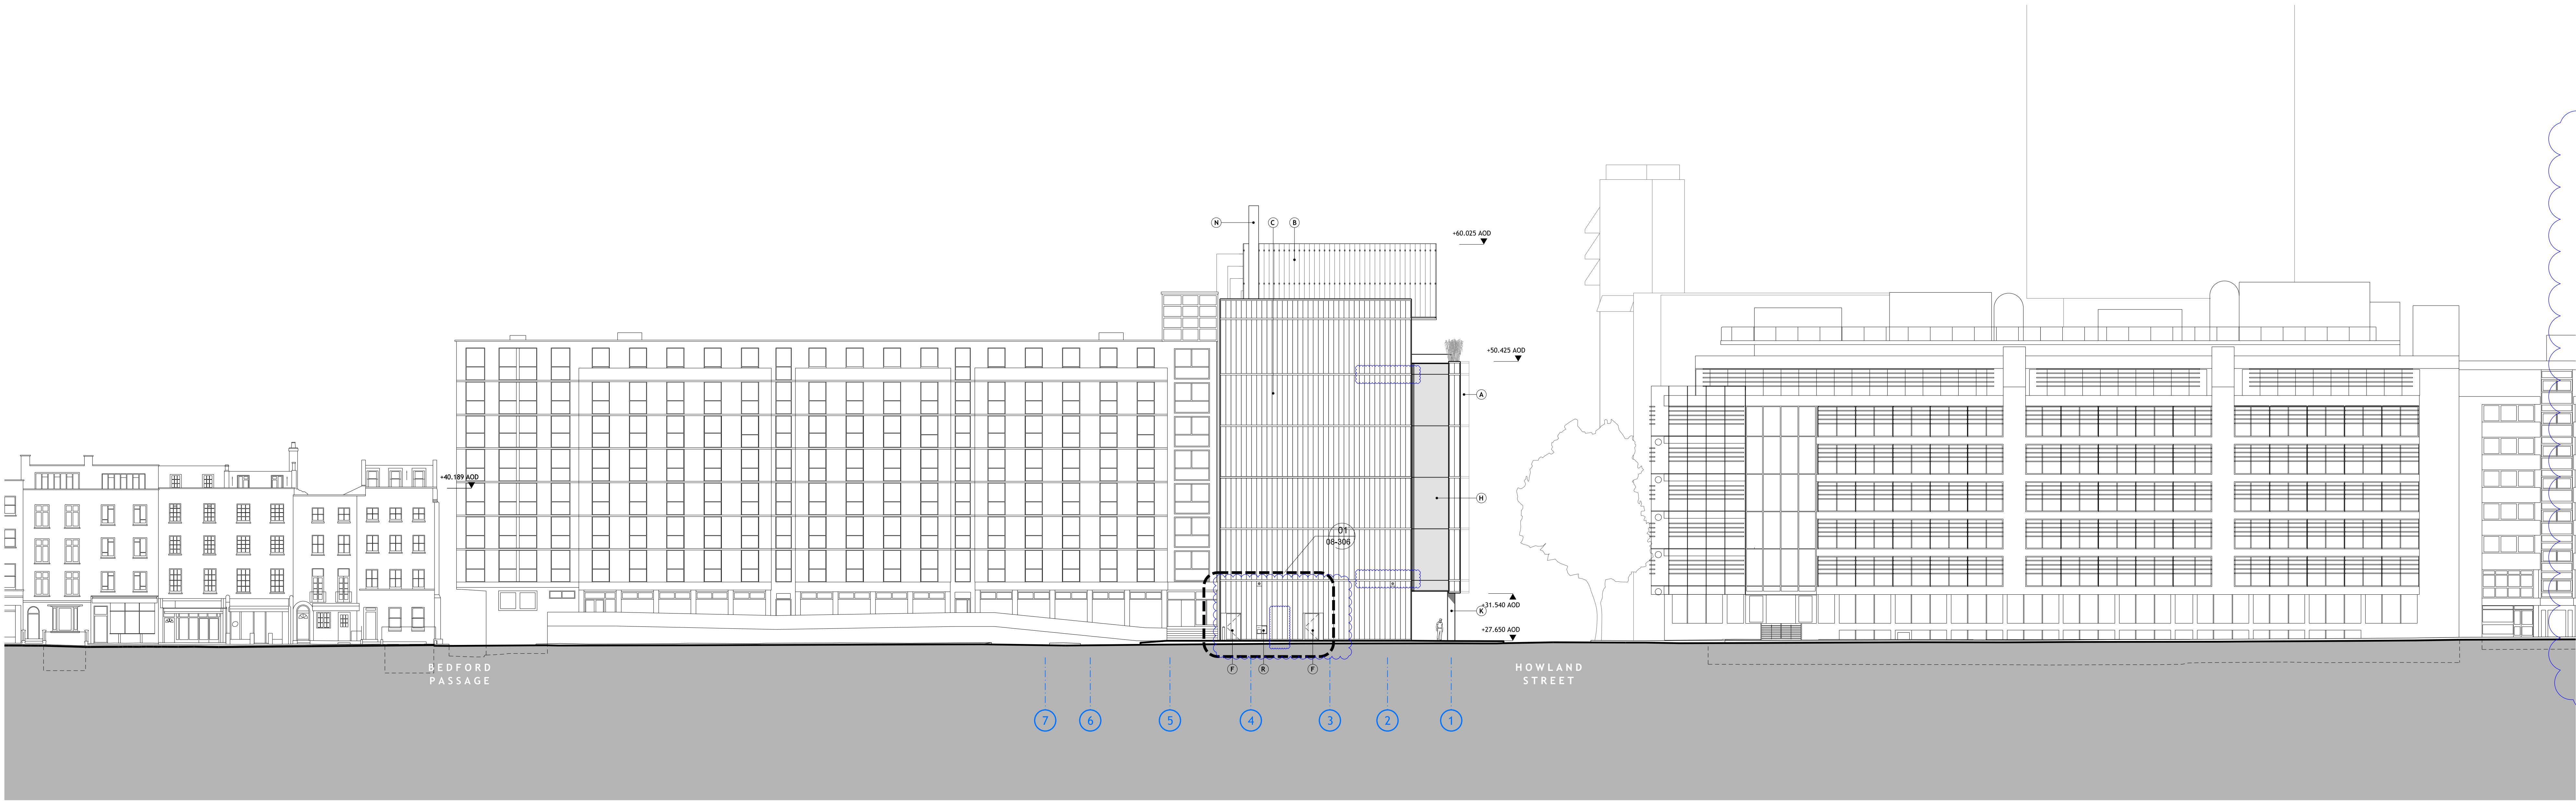 N
C
B
+60.025 AOD
+50.425 AOD
A
+40.189 AOD
H
01
08-306
+31.540 AOD
K
+27.650 AOD
F
R
F
BEDFORD
PASSAGE
HOWLAND
STREET
7
6
5
4
3
2
1